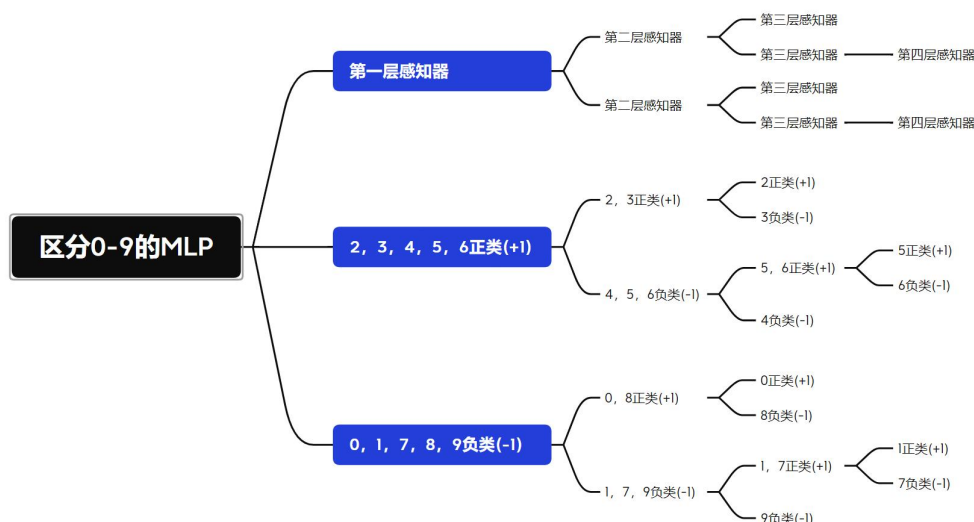 区分0-9的MLP
第一层感知器
第二层感知器
第三层感知器
第三层感知器
第四层感知器
第二层感知器
第三层感知器
第三层感知器
第四层感知器
2，3，4，5，6正类(+1)
2，3正类(+1)
2正类(+1)
3负类(-1)
4，5，6负类(-1)
5，6正类(+1)
5正类(+1)
6负类(-1)
4负类(-1)
0，1，7，8，9负类(-1)
0，8正类(+1)
0正类(+1)
8负类(-1)
1，7，9负类(-1)
1，7正类(+1)
1正类(+1)
7负类(-1)
9负类(-1)